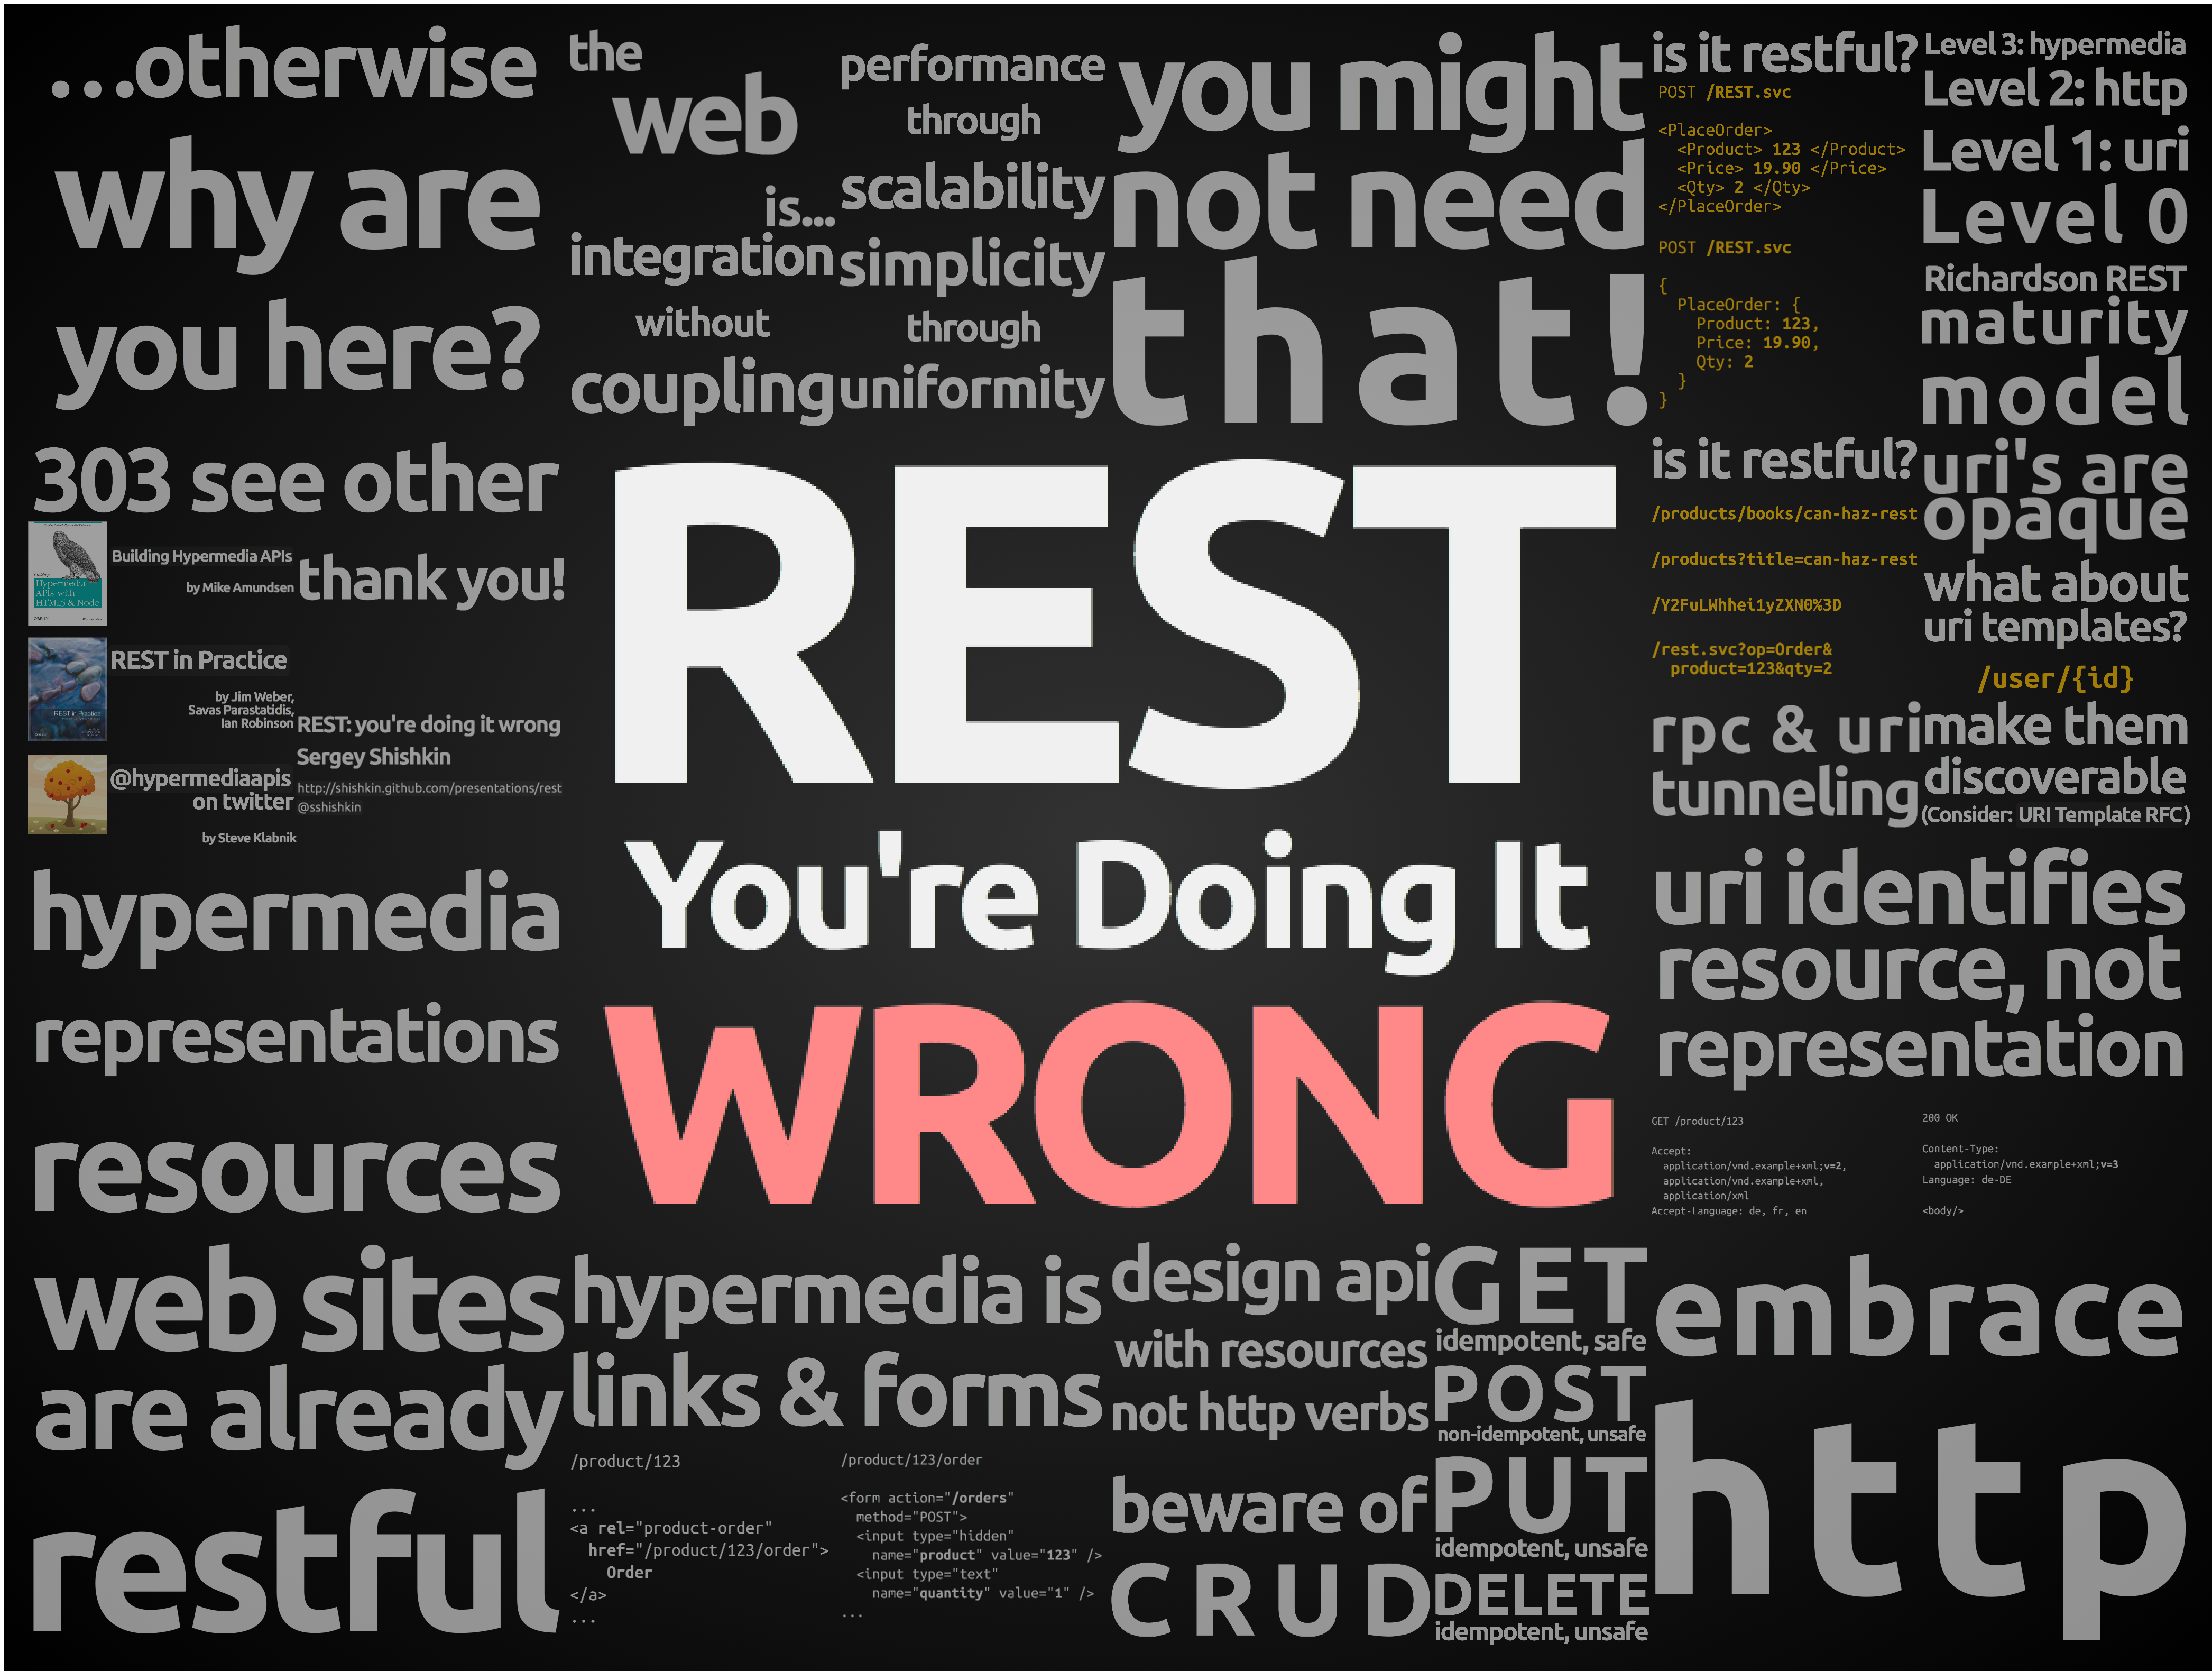 …otherwise
why are
you here?
the
web
is...
integration
without
coupling
performance
through
scalability
simplicity
through
uniformity
you might
not need
that!
is it restful?
POST /REST.svc
<PlaceOrder>
<Product> 123 </Product>
<Price> 19.90 </Price>
<Qty> 2 </Qty>
</PlaceOrder>
POST /REST.svc
{
PlaceOrder: {
Product: 123,
Price: 19.90,
Qty: 2
}
}
Level 3: hypermedia
Level 2: http
Level 1: uri
Level 0
Richardson REST
maturity
model
303 see other
Building Hypermedia APIs
by Mike Amundsen
Building
Hypermedia
APIs with
HTML5 & Node
REST in Practice
by Jim Weber,
Savas Parastatidis,
Ian Robinson
REST in Practice
@hypermediaapis
on twitter
by Steve Klabnik
thank you!
REST: you're doing it wrong
Sergey Shishkin
http://shishkin.github.com/presentations/rest
@sshishkin
REST
You're Doing It
WRONG
is it restful?
/products/books/can-haz-rest
/products?title=can-haz-rest
/Y2FuLWhhei1yZXN0%3D
/rest.svc?op=Order&
product=123&qty=2
rpc & uri
tunneling
uri's are
opaque
what about
uri templates?
/user/{id}
make them
discoverable
(Consider: URI Template RFC)
hypermedia
representations
resources
uri identifies
resource, not
representation
GET /product/123
Accept:
application/vnd.example+xml;v=2,
application/vnd.example+xml,
application/xml
Accept-Language: de, fr, en
200 OK
Content-Type:
application/vnd.example+xml;v=3
Language: de-DE
<body/>
web sites
are already
restful
hypermedia is
links & forms
/product/123
...
<a rel="product-order"
href="/product/123/order">
Order
</a>
...
/product/123/order
<form action="/orders"
method="POST">
<input type="hidden"
name="product" value="123" />
<input type="text"
name="quantity" value="1" />
...
design api
with resources
not http verbs
beware of
CRUD
GET
idempotent, safe
POST
non-idempotent, unsafe
PUT
idempotent, unsafe
DELETE
idempotent, unsafe
embrace
http